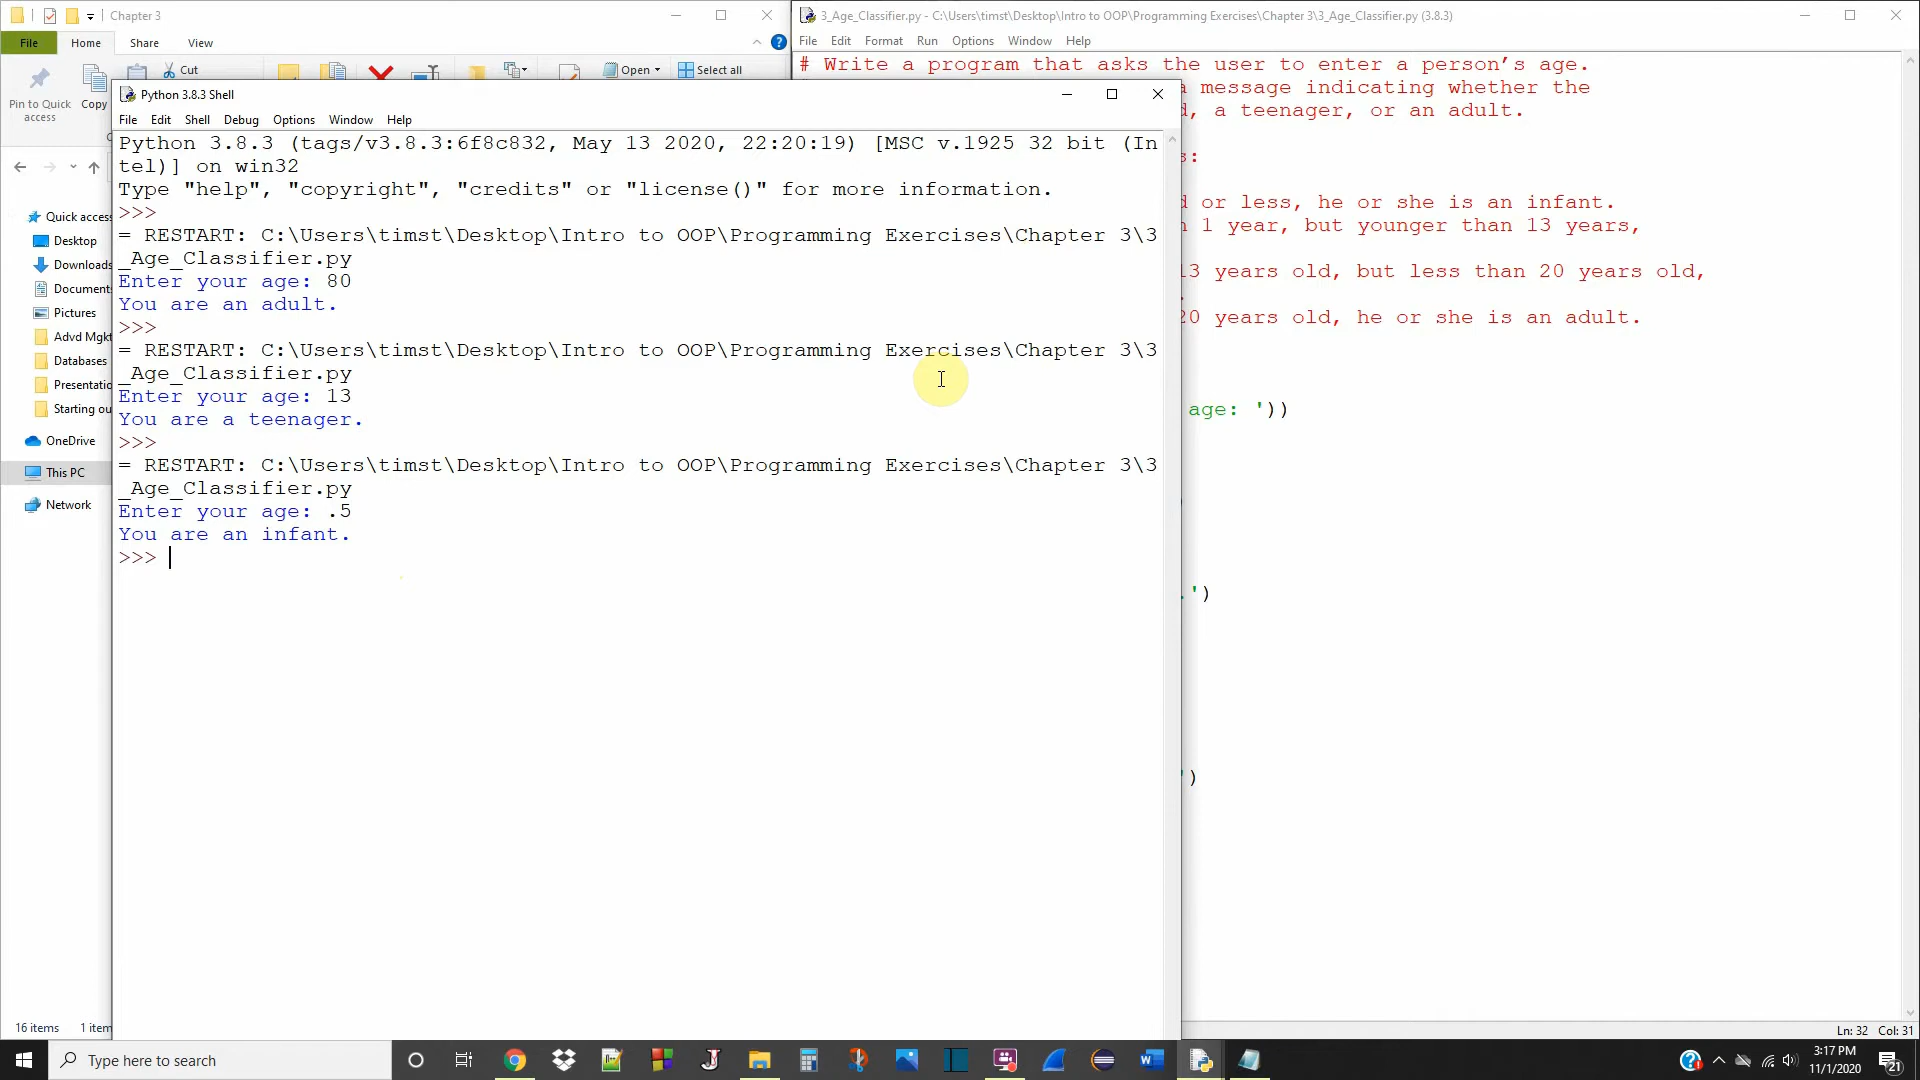 Chapter 3
File
Home
Share
View
Pin to Quick
access
Copy
Cut
Open
Select all
Quick access
Desktop
Downloads
Document
Pictures
Advd Mgkt
Databases
Presentatio
Starting ou
OneDrive
This PC
Network
16 items 1 item
Python 3.8.3 Shell
File Edit Shell Debug Options Window Help
Python 3.8.3 (tags/v3.8.3:6f8c832, May 13 2020, 22:20:19) [MSC v.1925 32 bit (In
tel)] on win32
Type "help", "copyright", "credits" or "license()" for more information.
>>>
= RESTART: C:\Users\timst\Desktop\Intro to OOP\Programming Exercises\Chapter 3\3
_Age_Classifier.py
Enter your age: 80
You are an adult.
>>>
= RESTART: C:\Users\timst\Desktop\Intro to OOP\Programming Exercises\Chapter 3\3
_Age_Classifier.py
Enter your age: 13
You are a teenager.
>>>
= RESTART: C:\Users\timst\Desktop\Intro to OOP\Programming Exercises\Chapter 3\3
_Age_Classifier.py
Enter your age: .5
You are an infant.
>>>
3_Age_Classifier.py - C:\Users\timst\Desktop\Intro to OOP\Programming Exercises\Chapter 3\3_Age_Classifier.py (3.8.3)
File Edit Format Run Options Window Help
# Write a program that asks the user to enter a person’s age.
a message indicating whether the
d, a teenager, or an adult.
s:
d or less, he or she is an infant.
n 1 year, but younger than 13 years,
13 years old, but less than 20 years old,
.
20 years old, he or she is an adult.
age: '))
.')
')
Ln: 32 Col: 31
Type here to search
3:17 PM
11/1/2020
21